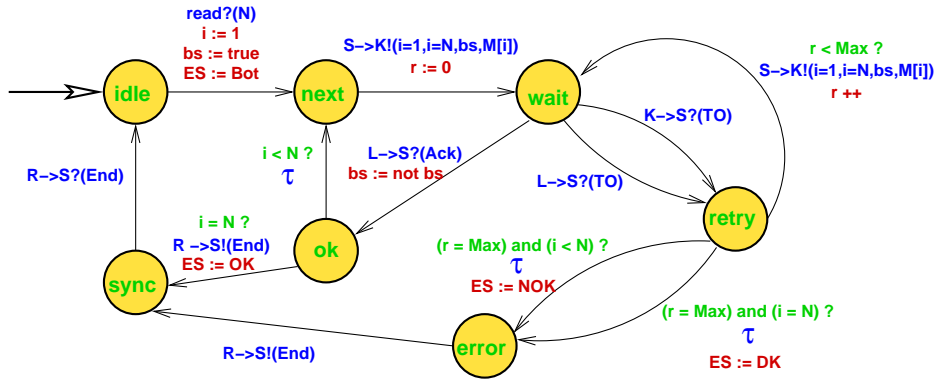 read?(N)
i := 1
bs := true
ES := Bot
S−>K!(i=1,i=N,bs,M[i])
r := 0
r < Max ?
S−>K!(i=1,i=N,bs,M[i])
r ++
idle
next
wait
K−>S?(TO)
R−>S?(End)
i < N ?
τ
L−>S?(Ack)
bs := not bs
L−>S?(TO)
retry
i = N ?
R −>S!(End)
ES := OK
ok
(r = Max) and (i < N) ?
τ
ES := NOK
sync
(r = Max) and (i = N) ?
τ
ES := DK
R−>S!(End)
error